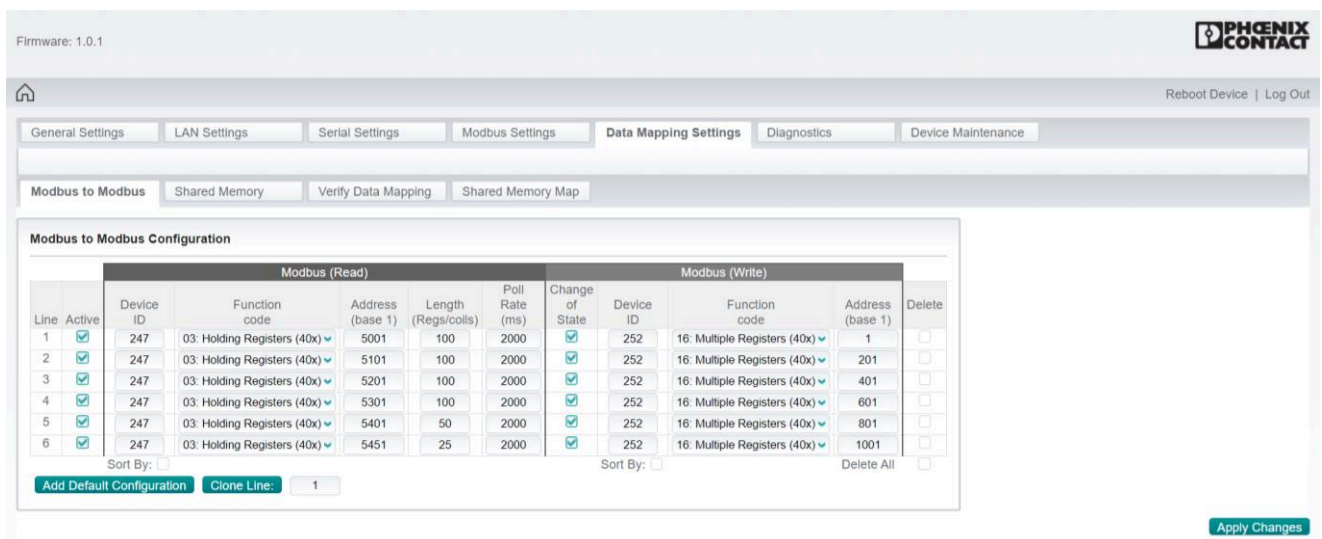 Firmware: 1.0.1
PHŒNIX
CONTACT
Reboot Device | Log Out
General Settings LAN Settings Serial Settings Modbus Settings Data Mapping Settings Diagnostics Device Maintenance
Modbus to Modbus Shared Memory Verify Data Mapping Shared Memory Map
Modbus to Modbus Configuration
Modbus (Read) Modbus (Write)
Line Active Device ID Function code Address (base 1) Length (Regs/coils) Poll Rate (ms) Change of State Device ID Function code Address (base 1) Delete
1 247 03: Holding Registers (40x) 5001 100 2000 252 16: Multiple Registers (40x) 1
2 247 03: Holding Registers (40x) 5101 100 2000 252 16: Multiple Registers (40x) 201
3 247 03: Holding Registers (40x) 5201 100 2000 252 16: Multiple Registers (40x) 401
4 247 03: Holding Registers (40x) 5301 100 2000 252 16: Multiple Registers (40x) 601
5 247 03: Holding Registers (40x) 5401 50 2000 252 16: Multiple Registers (40x) 801
6 247 03: Holding Registers (40x) 5451 25 2000 252 16: Multiple Registers (40x) 1001
Sort By: Sort By: Delete All
Add Default Configuration Clone Line: 1
Apply Changes